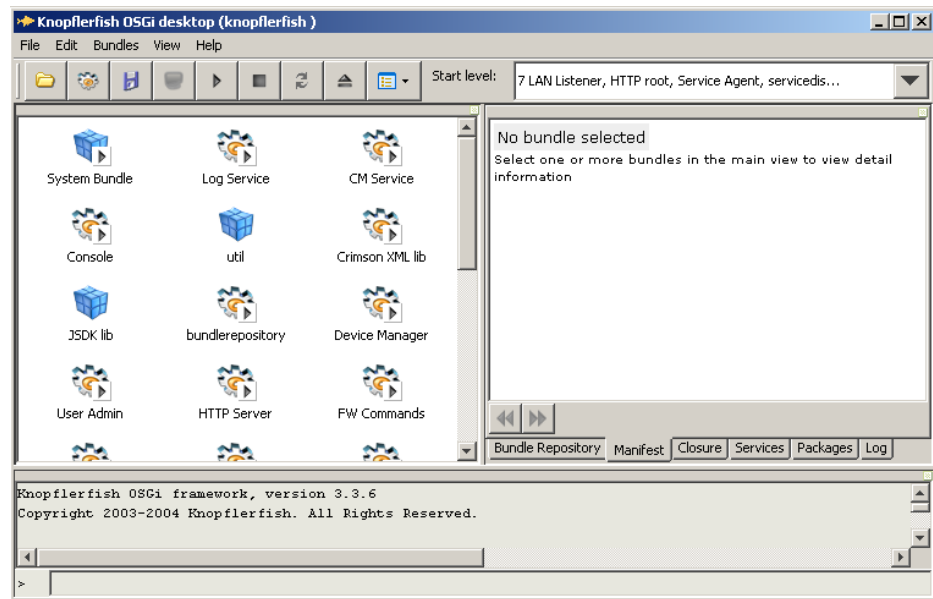 Knopflerfish OSGi desktop (knopflerfish )
File Edit Bundles View Help
Start level: 7 LAN Listener, HTTP root, Service Agent, servicedis...
System Bundle Log Service CM Service
Console util Crimson XML lib
JSDK lib bundlerepository Device Manager
User Admin HTTP Server FW Commands
No bundle selected
Select one or more bundles in the main view to view detail
information
Bundle Repository Manifest Closure Services Packages Log
Knopflerfish OSGi framework, version 3.3.6
Copyright 2003-2004 Knopflerfish. All Rights Reserved.
>